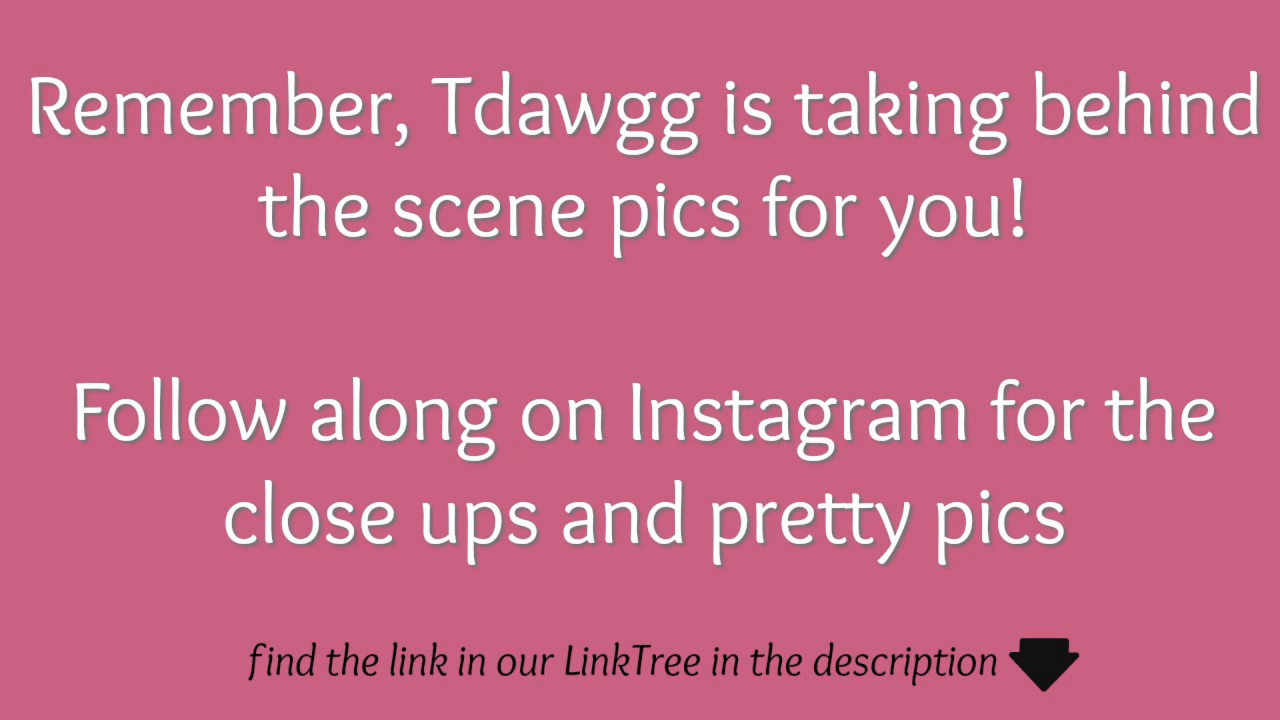 Remember, Tdawgg is taking behind
the scene pics for you!
Follow along on Instagram for the
close ups and pretty pics
find the link in our LinkTree in the description